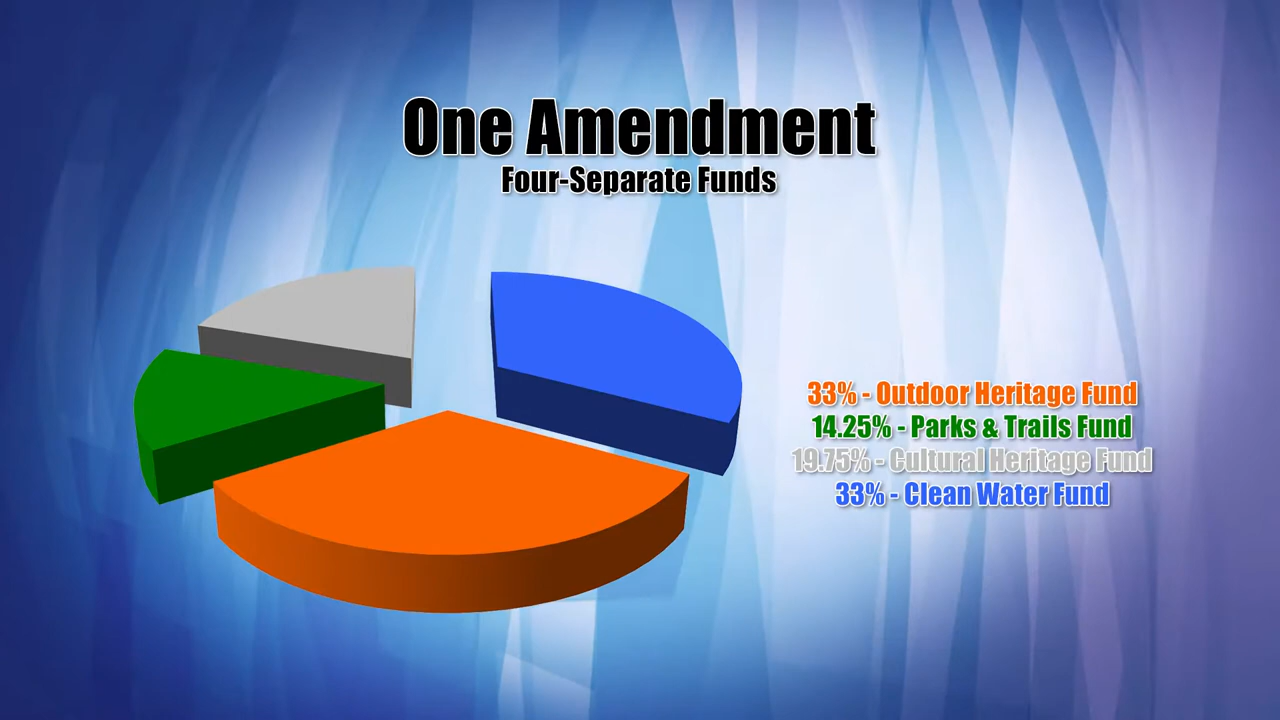 One Amendment
Four-Separate Funds
33% - Outdoor Heritage Fund
14.25% - Parks & Trails Fund
19.75% - Cultural Heritage Fund
33% - Clean Water Fund